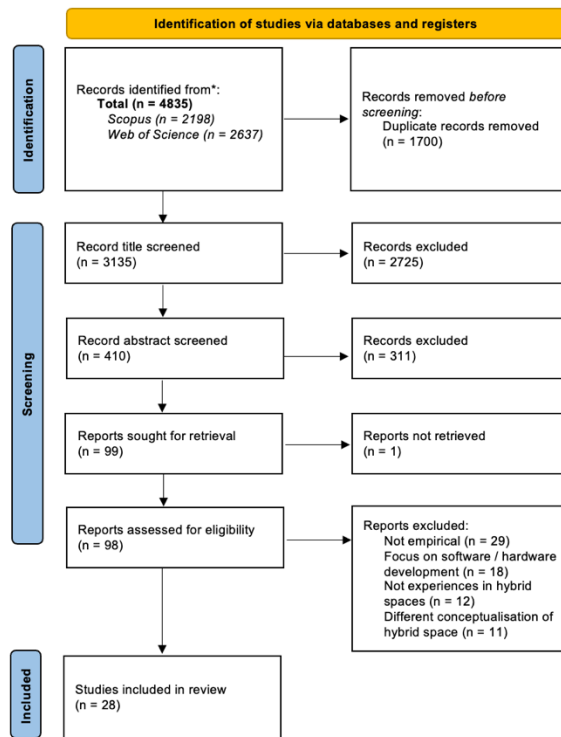 Identification of studies via databases and registers
Identification
Records identified from*:
Total (n = 4835)
Scopus (n = 2198)
Web of Science (n = 2637)
Records removed before
screening:
Duplicate records removed
(n = 1700)
Screening
Record title screened
(n = 3135)
Records excluded
(n = 2725)
Record abstract screened
(n = 410)
Records excluded
(n = 311)
Reports sought for retrieval
(n = 99)
Reports not retrieved
(n = 1)
Reports assessed for eligibility
(n = 98)
Reports excluded:
Not empirical (n = 29)
Focus on software / hardware
development (n = 18)
Not experiences in hybrid
spaces (n = 12)
Different conceptualisation of
hybrid space (n = 11)
Included
Studies included in review
(n = 28)